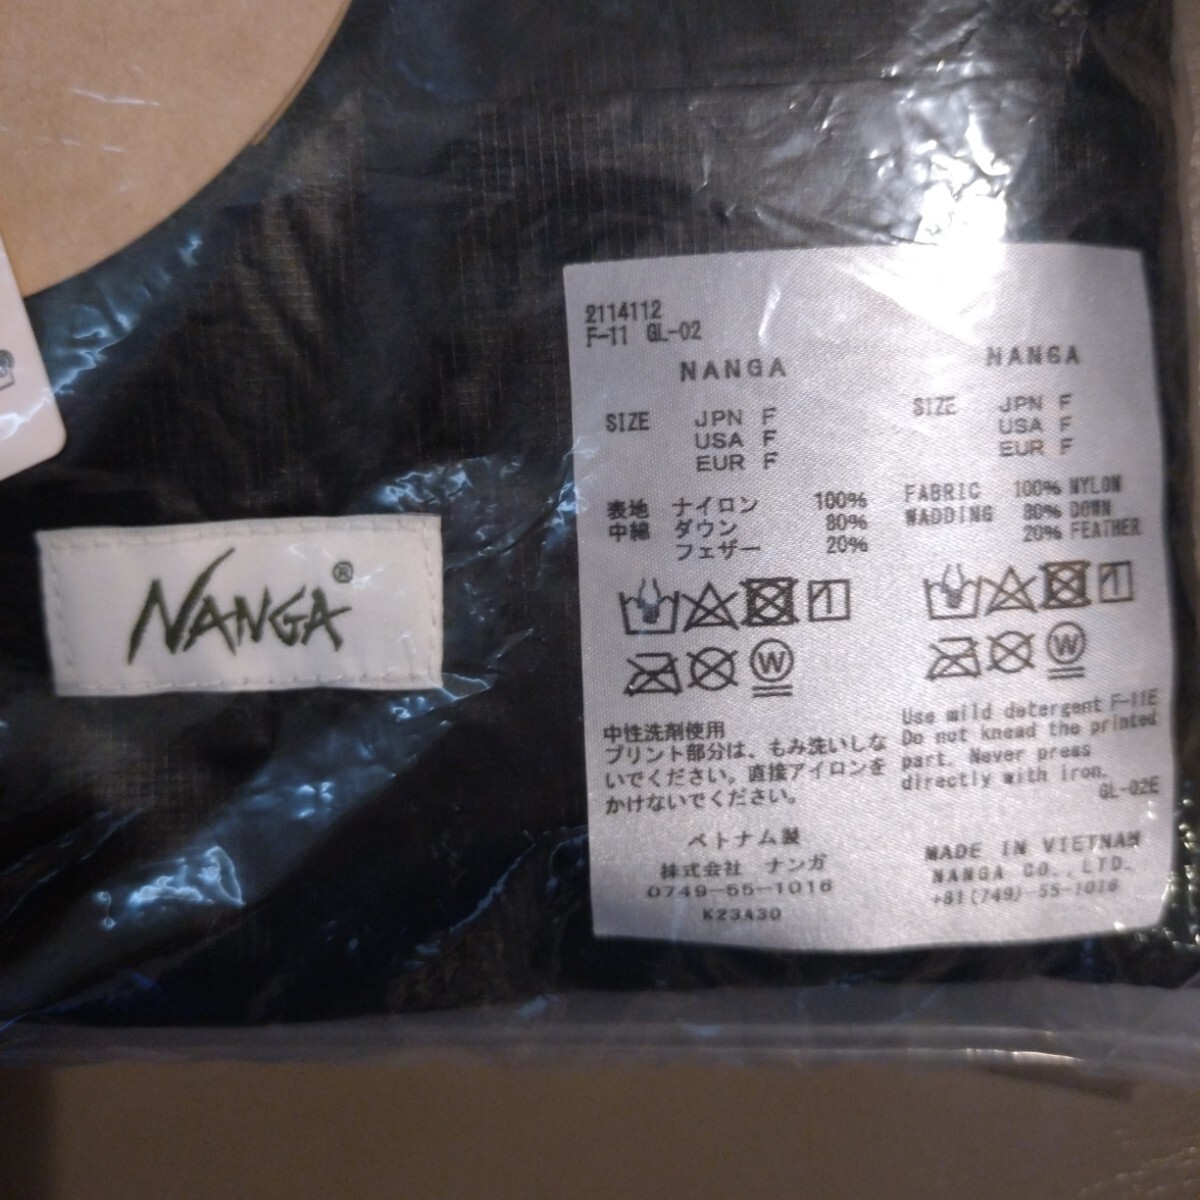 NANGA®
2114112
F-11 GL-02
NANGA
SIZE JPN F
USA F
EUR F
表地 ナイロン 100%
中綿 ダウン 80%
フェザー 20%
W
中性洗剤使用
プリント部分は、もみ洗いしな
いでください。直接アイロンを
かけないでください。
ベトナム製
株式会社 ナンガ
0749-55-1016
K23A30
NANGA
SIZE JPN F
USA F
EUR F
FABRIC 100% NYLON
WADDING 80% DOWN
20% FEATHER
W
Use mild detergent F-11E
Do not knead the printed
part. Never press
directly with iron.
GL-02E
MADE IN VIETNAM
NANGA CO.,LTD.
+81(749)-55-1016